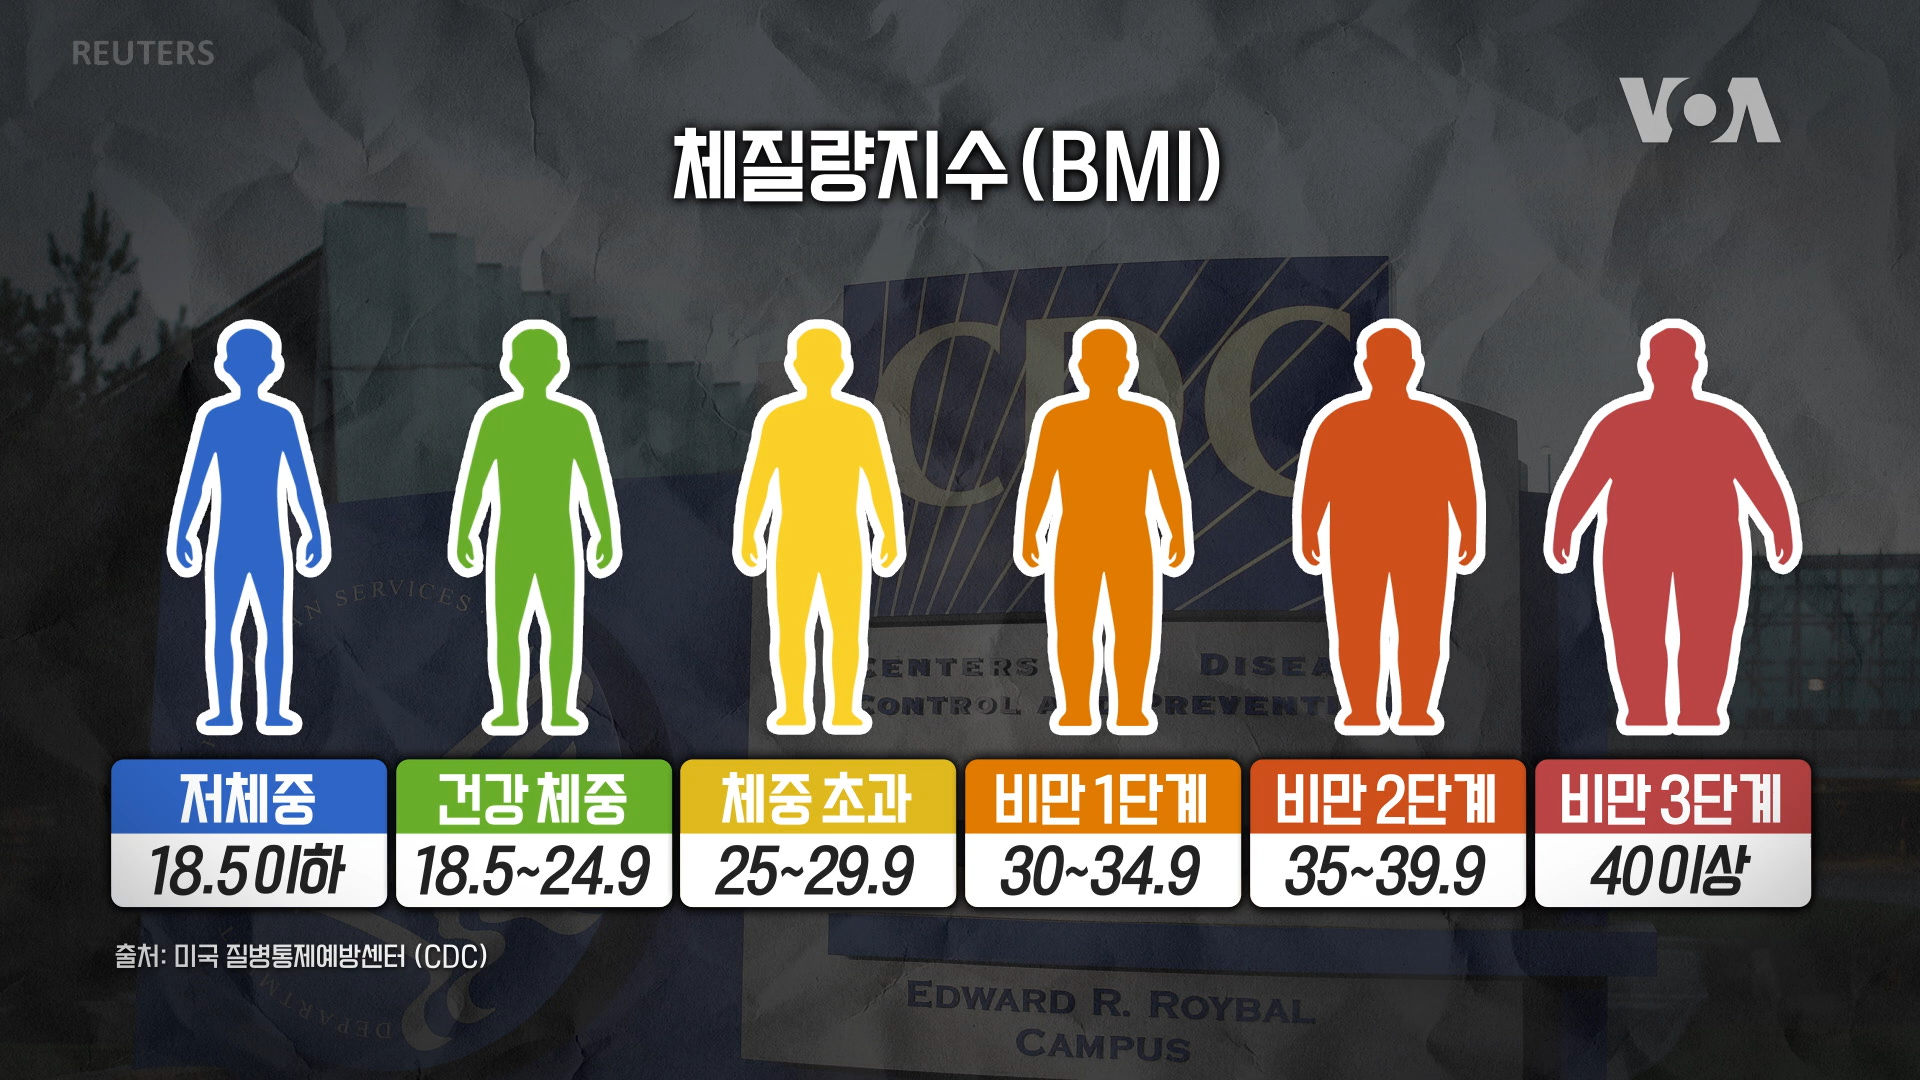 REUTERS
VOA
체질량지수(BMI)
CDC
AN SERVICES
CENTERS DISEA
CONTROL A PREVENTI
저체중
건강 체중
체중 초과
비만 1단계
비만 2단계
비만 3단계
18.5이하
18.5~24.9
25~29.9
30~34.9
35~39.9
40이상
출처: 미국 질병통제예방센터 (CDC)
DEPARTM
EDWARD R. ROYBAL
CAMPUS